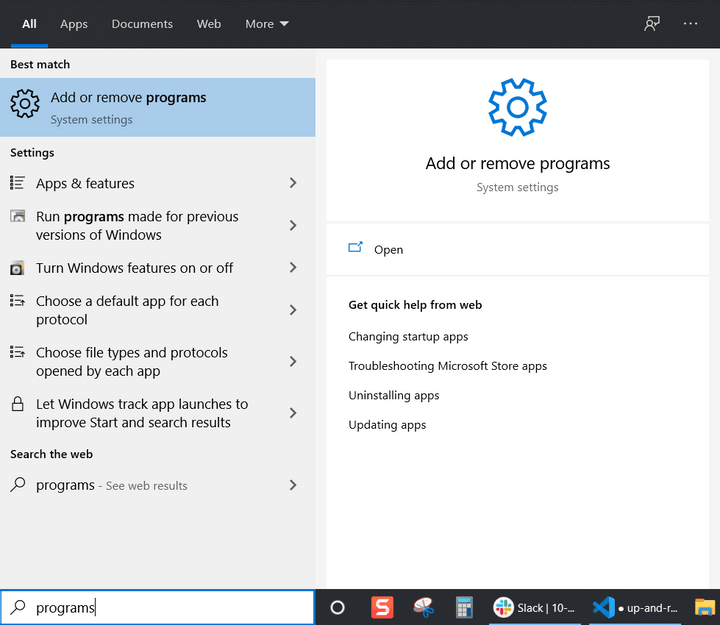 All Apps Documents Web More
Best match
Add or remove programs
System settings
Settings
Apps & features
Run programs made for previous
versions of Windows
Turn Windows features on or off
Choose a default app for each
protocol
Choose file types and protocols
opened by each app
Let Windows track app launches to
improve Start and search results
Search the web
programs - See web results
Add or remove programs
System settings
Open
Get quick help from web
Changing startup apps
Troubleshooting Microsoft Store apps
Uninstalling apps
Updating apps
programs
S
Slack | 10-...
● up-and-r...